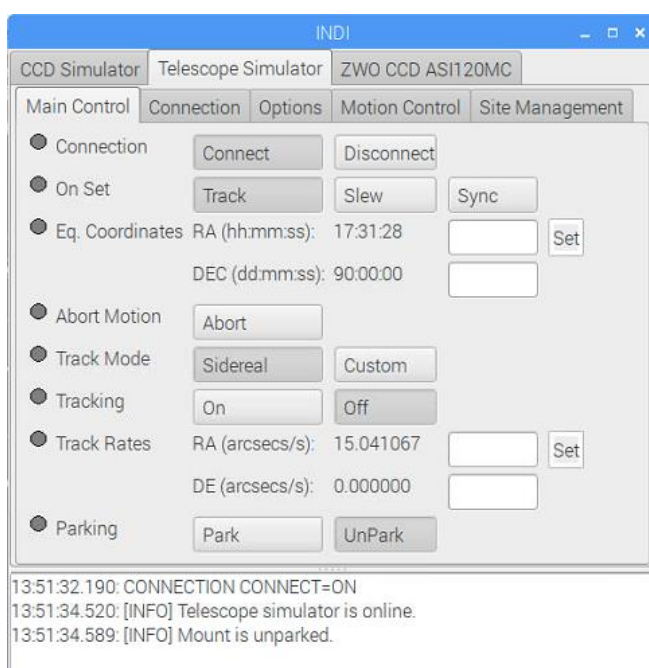 INDI
CCD Simulator Telescope Simulator ZWO CCD ASI120MC
Main Control Connection Options Motion Control Site Management
Connection Connect Disconnect
On Set Track Slew Sync
Eq. Coordinates RA (hh:mm:ss): 17:31:28 Set
DEC (dd:mm:ss): 90:00:00
Abort Motion Abort
Track Mode Sidereal Custom
Tracking On Off
Track Rates RA (arcsecs/s): 15.041067 Set
DE (arcsecs/s): 0.000000
Parking Park UnPark
13:51:32.190: CONNECTION CONNECT=ON
13:51:34.520: [INFO] Telescope simulator is online.
13:51:34.589: [INFO] Mount is unparked.